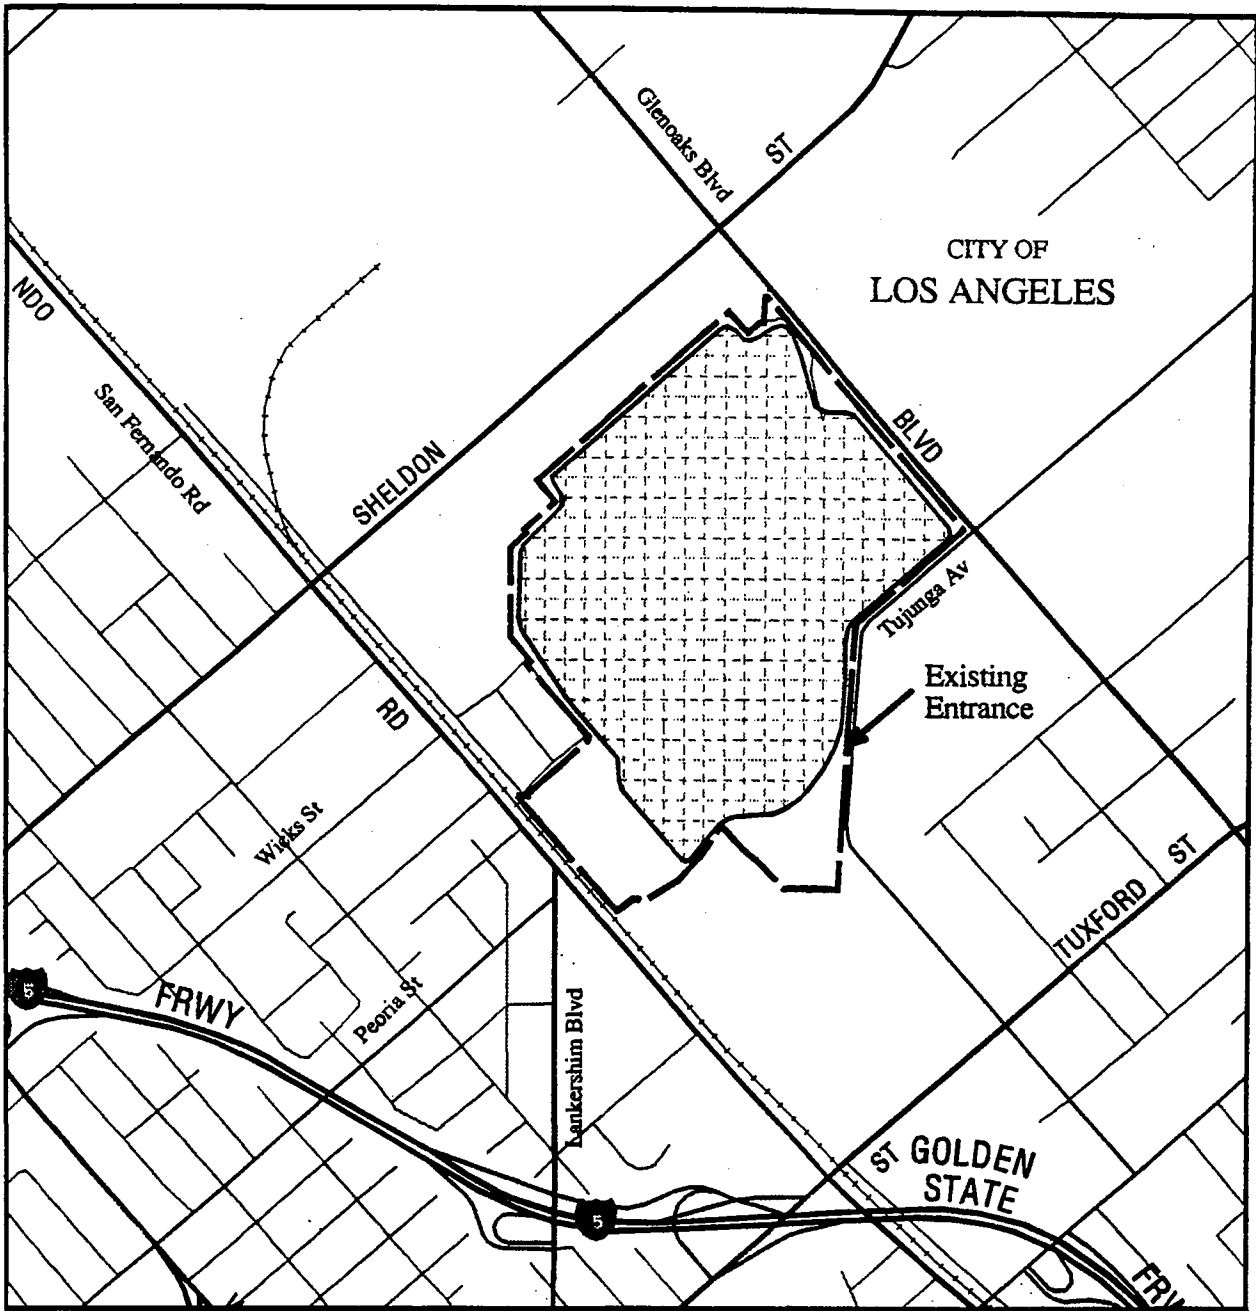 Glenoaks Blvd
ST
CITY OF
LOS ANGELES
NDO
San Fernando Rd
SHELDON
BLVD
Tujunga Av
Existing
Entrance
RD
Wicks St
ST
TUXFORD
5
FRWY
Peoria St
Lankershim Blvd
ST
GOLDEN
STATE
5